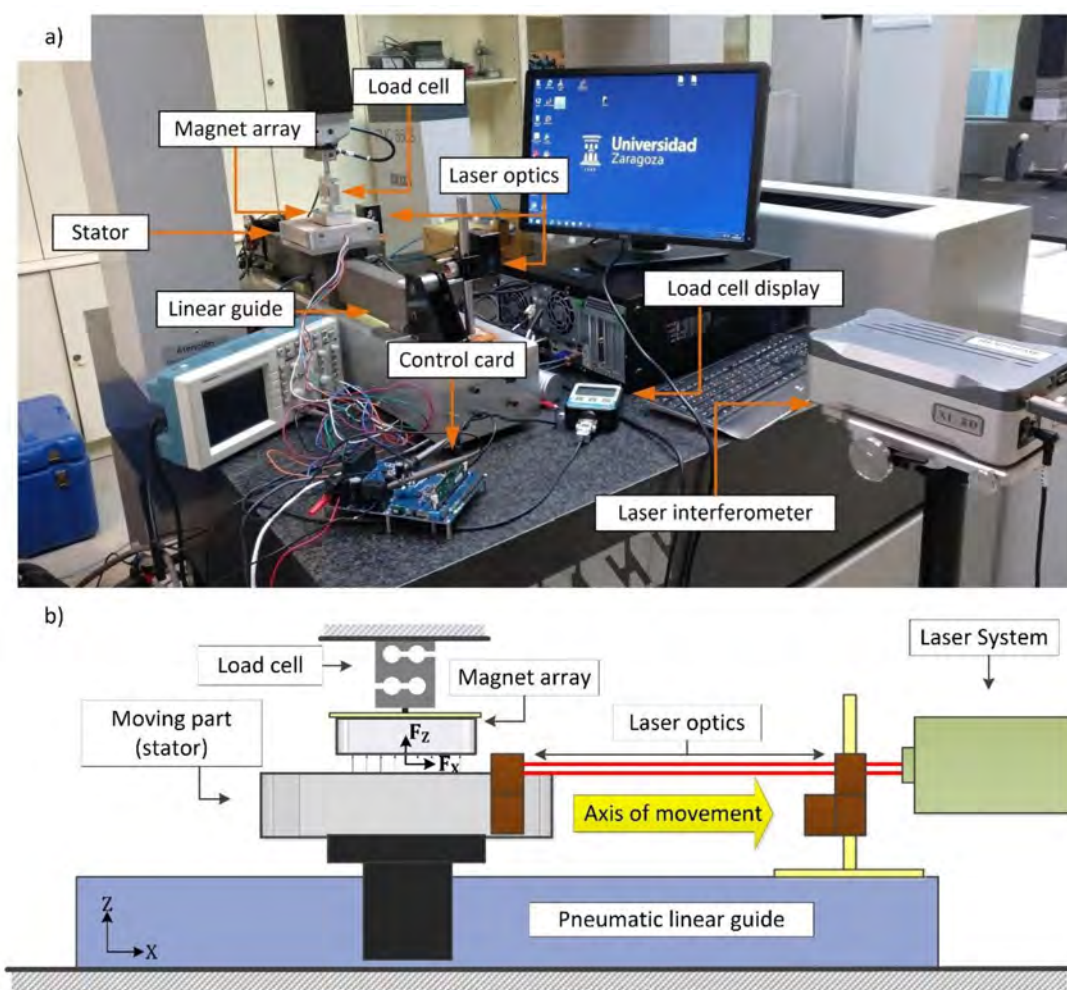 a)
Load cell
Magnet array
Universidad
Zaragoza
Laser optics
Stator
Load cell display
Linear guide
Control card
XL-80
Laser interferometer
b)
Laser System
Load cell
Magnet array
Moving part
(stator)
Laser optics
F_Z
F_X
Axis of movement
Pneumatic linear guide
Z
X